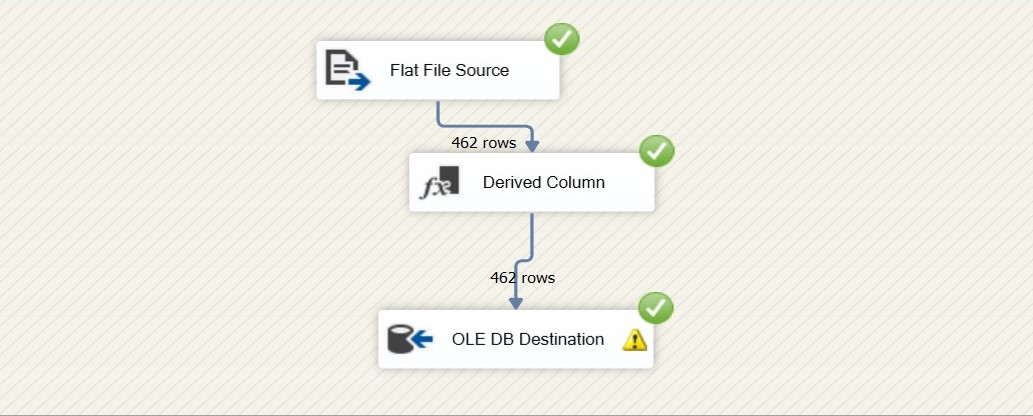 Flat File Source
462 rows
Derived Column
462 rows
OLE DB Destination